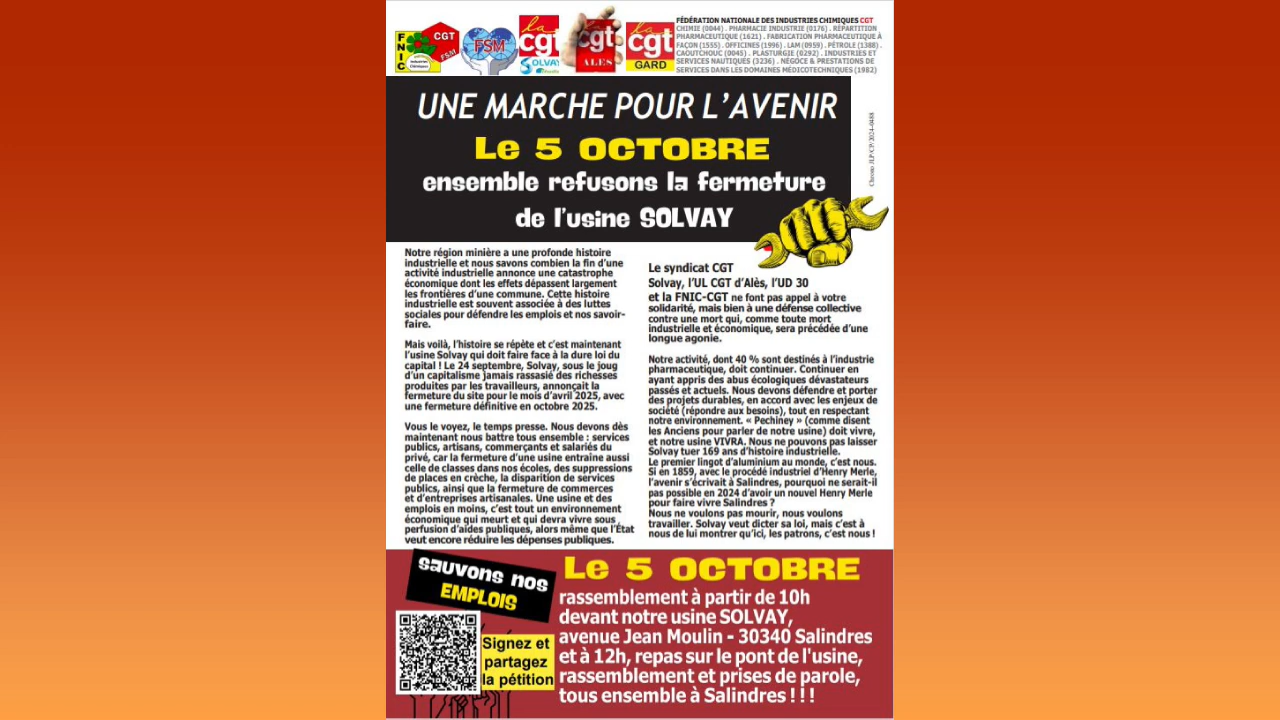 FNIC
CGT
FSM
Industries
Chimiques
FSM
la
cgt
SOLVAY
cgt
ALES
la
cgt
GARD
FÉDÉRATION NATIONALE DES INDUSTRIES CHIMIQUES CGT
CHIMIE (0044) . PHARMACIE INDUSTRIE (0176) . RÉPARTITION
PHARMACEUTIQUE (1621) . FABRICATION PHARMACEUTIQUE À
FAÇON (1555) . OFFICINES (1996) . LAM (0959) . PÉTROLE (1388) .
CAOUTCHOUC (0045) . PLASTURGIE (0292) . INDUSTRIES ET
SERVICES NAUTIQUES (3236) . NÉGOCE & PRESTATIONS DE
SERVICES DANS LES DOMAINES MÉDICOTECHNIQUES (1982)
UNE MARCHE POUR L'AVENIR
Le 5 OCTOBRE
ensemble refusons la fermeture
de l'usine SOLVAY
Chrono JLP/CP/2024-0488
Notre région minière a une profonde histoire
industrielle et nous savons combien la fin d'une
activité industrielle annonce une catastrophe
économique dont les effets dépassent largement
les frontières d'une commune. Cette histoire
industrielle est souvent associée à des luttes
sociales pour défendre les emplois et nos savoir-
faire.
Mais voilà, l'histoire se répète et c'est maintenant
l'usine Solvay qui doit faire face à la dure loi du
capital ! Le 24 septembre, Solvay, sous le joug
d'un capitalisme jamais rassasié des richesses
produites par les travailleurs, annonçait la
fermeture du site pour le mois d'avril 2025, avec
une fermeture définitive en octobre 2025.
Vous le voyez, le temps presse. Nous devons dès
maintenant nous battre tous ensemble : services
publics, artisans, commerçants et salariés du
privé, car la fermeture d'une usine entraîne aussi
celle de classes dans nos écoles, des suppressions
de places en crèche, la disparition de services
publics, ainsi que la fermeture de commerces
et d'entreprises artisanales. Une usine et des
emplois en moins, c'est tout un environnement
économique qui meurt et qui devra vivre sous
perfusion d'aides publiques, alors même que l'État
veut encore réduire les dépenses publiques.
Le syndicat CGT
Solvay, l'UL CGT d'Alès, l'UD 30
et la FNIC-CGT ne font pas appel à votre
solidarité, mais bien à une défense collective
contre une mort qui, comme toute mort
industrielle et économique, sera précédée d'une
longue agonie.
Notre activité, dont 40 % sont destinés à l'industrie
pharmaceutique, doit continuer. Continuer en
ayant appris des abus écologiques dévastateurs
passés et actuels. Nous devons défendre et porter
des projets durables, en accord avec les enjeux de
société (répondre aux besoins), tout en respectant
notre environnement. « Pechiney » (comme disent
les Anciens pour parler de notre usine) doit vivre,
et notre usine VIVRA. Nous ne pouvons pas laisser
Solvay tuer 169 ans d'histoire industrielle.
Le premier lingot d'aluminium au monde, c'est nous.
Si en 1859, avec le procédé industriel d'Henry Merle,
l'avenir s'écrivait à Salindres, pourquoi ne serait-il
pas possible en 2024 d'avoir un nouvel Henry Merle
pour faire vivre Salindres ?
Nous ne voulons pas mourir, nous voulons
travailler. Solvay veut dicter sa loi, mais c'est à
nous de lui montrer qu'ici, les patrons, c'est nous !
sauvons nos
EMPLOIS
Signez et
partagez
la pétition
Le 5 OCTOBRE
rassemblement à partir de 10h
devant notre usine SOLVAY,
avenue Jean Moulin - 30340 Salindres
et à 12h, repas sur le pont de l'usine,
rassemblement et prises de parole,
tous ensemble à Salindres ! ! !